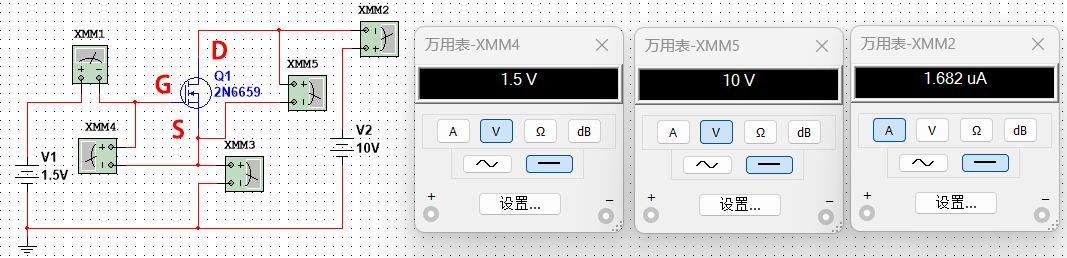 XMM1
XMM2
D
G
Q1
2N6659
XMM5
S
XMM4
XMM3
V1
1.5V
V2
10V
万用表-XMM4
1.5 V
A
V
Ω
dB
设置...
+
−
万用表-XMM5
10 V
A
V
Ω
dB
设置...
+
−
万用表-XMM2
1.682 uA
A
V
Ω
dB
设置...
+
−